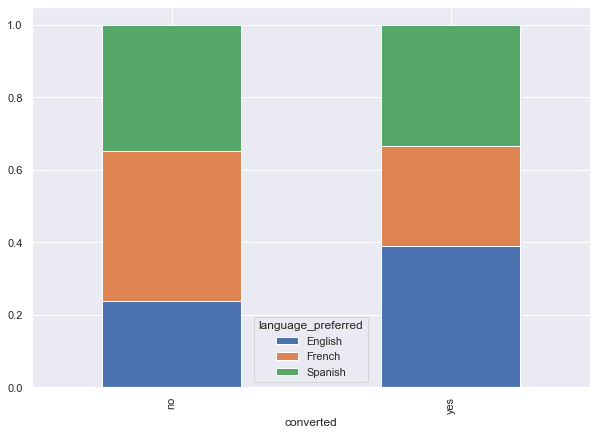 1.0
0.8
0.6
0.4
0.2
0.0
language_preferred
English
French
Spanish
no
yes
converted